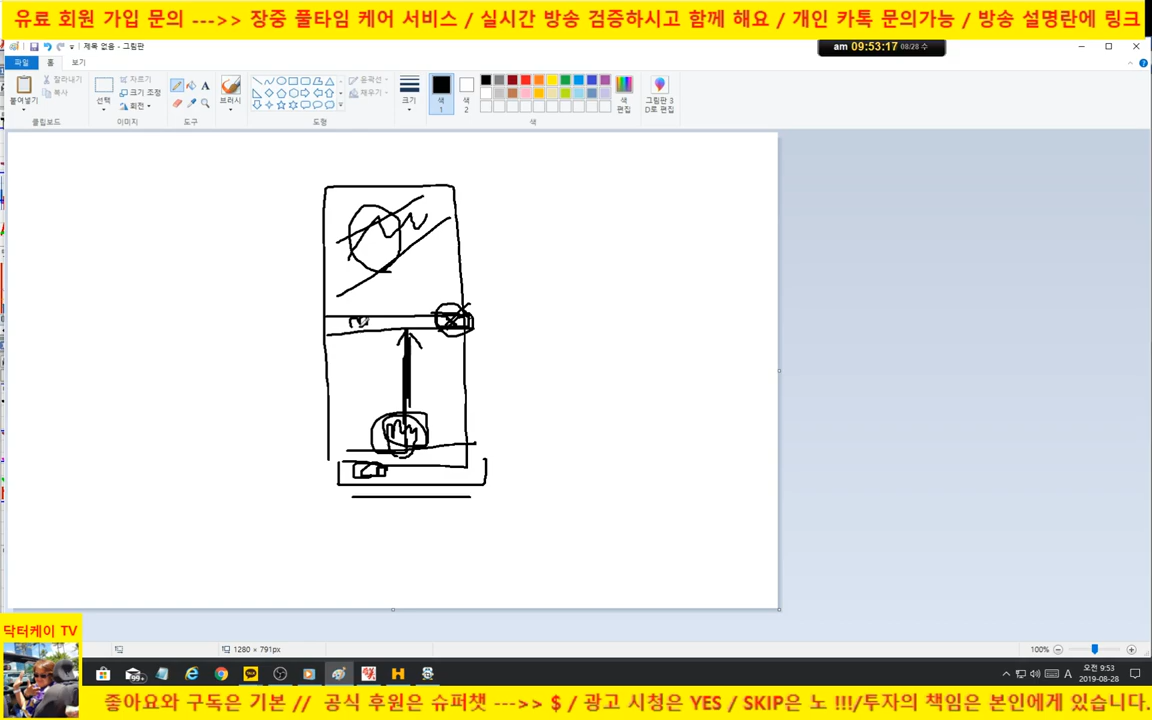 유료 회원 가입 문의 --->> 장중 풀타임 케어 서비스 / 실시간 방송 검증하시고 함께 해요 / 개인 카톡 문의가능 / 방송 설명란에 링크
제목 없음 - 그림판
am 09:53:17 08/28 수
파일 홈 보기
붙여넣기 잘라내기 복사
선택 자르기 크기 조정 회전
A
브러시
윤곽선 채우기
크기
색 1 색 2
색 편집
그림판 3D로 편집
클립보드 이미지 도구 도형 색
닥터케이 TV
1280 × 791px
100%
99+
A
오전 9:53
2019-08-28
좋아요와 구독은 기본 // 공식 후원은 슈퍼챗 --->> $ / 광고 시청은 YES / SKIP은 노 !!!/투자의 책임은 본인에게 있습니다.